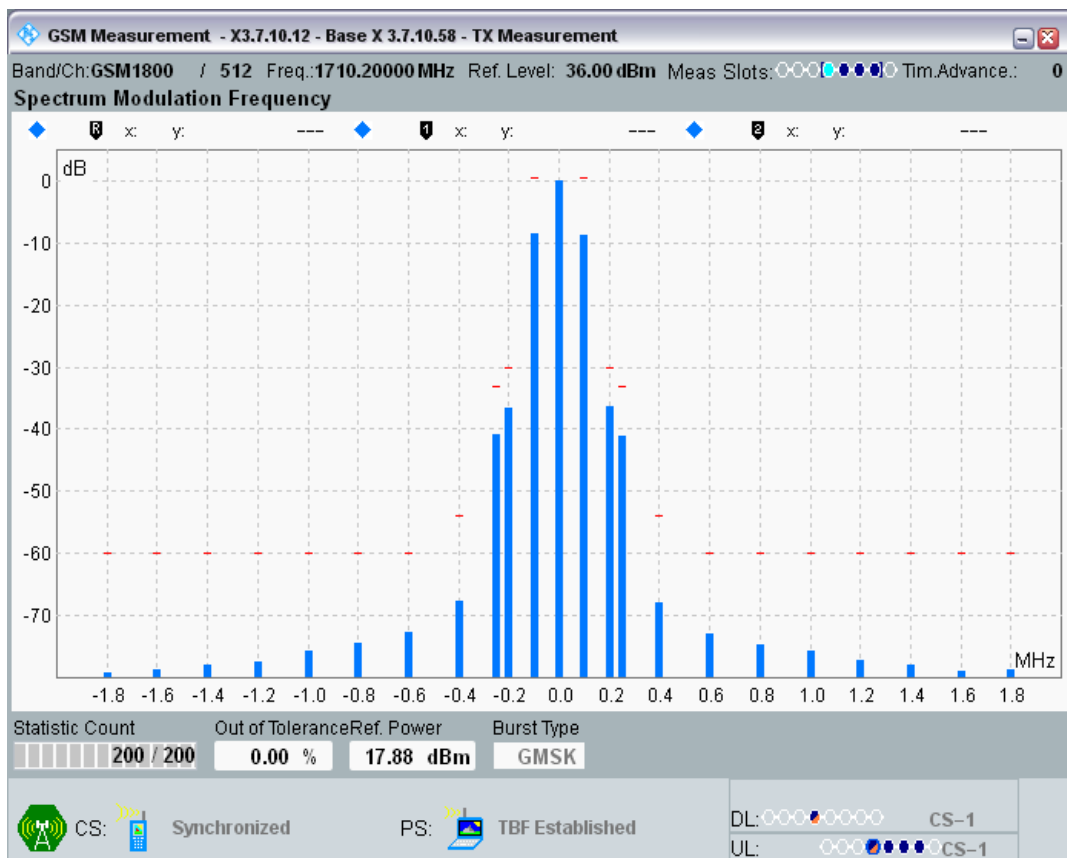 GSM Measurement - X3.7.10.12 - Base X 3.7.10.58 - TX Measurement
Band/Ch:GSM1800 / 512 Freq.:1710.20000 MHz Ref. Level: 36.00 dBm Meas Slots: Tim.Advance.: 0
Spectrum Modulation Frequency
R x: y: --- 1 x: y: --- 2 x: y: ---
dB
0
-10
-20
-30
-40
-50
-60
-70
MHz
-1.8 -1.6 -1.4 -1.2 -1.0 -0.8 -0.6 -0.4 -0.2 0.0 0.2 0.4 0.6 0.8 1.0 1.2 1.4 1.6 1.8
Statistic Count Out of Tolerance Ref. Power Burst Type
200 / 200 0.00 % 17.88 dBm GMSK
CS: Synchronized PS: TBF Established
DL: CS-1
UL: CS-1